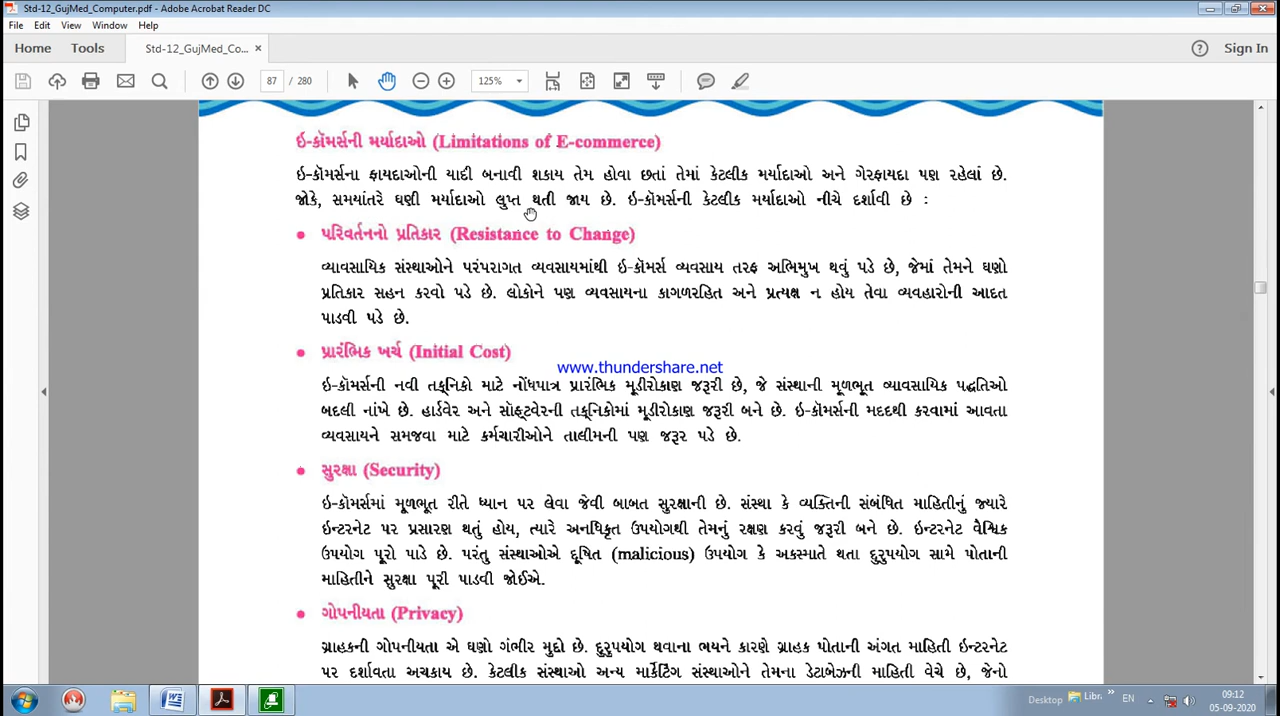 Std-12_GujMed_Computer.pdf - Adobe Acrobat Reader DC
File Edit View Window Help
Home Tools Std-12_GujMed_Co... × Sign In
87 / 280 125%
ઇ-કૉમર્સની મર્યાદાઓ (Limitations of E-commerce)
ઇ-કૉમર્સના ફાયદાઓની યાદી બનાવી શકાય તેમ હોવા છતાં તેમાં કેટલીક મર્યાદાઓ અને ગેરફાયદા પણ રહેલાં છે.
જોકે, સમયાંતરે ઘણી મર્યાદાઓ લુપ્ત થતી જાય છે. ઇ-કૉમર્સની કેટલીક મર્યાદાઓ નીચે દર્શાવી છે :
• પરિવર્તનનો પ્રતિકાર (Resistance to Change)
વ્યાવસાયિક સંસ્થાઓને પરંપરાગત વ્યવસાયમાંથી ઇ-કૉમર્સ વ્યવસાય તરફ અભિમુખ થવું પડે છે, જેમાં તેમને ઘણો
પ્રતિકાર સહન કરવો પડે છે. લોકોને પણ વ્યવસાયના કાગળરહિત અને પ્રત્યક્ષ ન હોય તેવા વ્યવહારોની આદત
પાડવી પડે છે.
• પ્રારંભિક ખર્ચ (Initial Cost)
www.thundershare.net
ઇ-કૉમર્સની નવી તક્નિકો માટે નોંધપાત્ર પ્રારંભિક મૂડીરોકાણ જરૂરી છે, જે સંસ્થાની મૂળભૂત વ્યાવસાયિક પદ્ધતિઓ
બદલી નાંખે છે. હાર્ડવેર અને સૉફ્ટવેરની તક્નિકોમાં મૂડીરોકાણ જરૂરી બને છે. ઇ-કૉમર્સની મદદથી કરવામાં આવતા
વ્યવસાયને સમજવા માટે કર્મચારીઓને તાલીમની પણ જરૂર પડે છે.
• સુરક્ષા (Security)
ઇ-કૉમર્સમાં મૂળભૂત રીતે ધ્યાન પર લેવા જેવી બાબત સુરક્ષાની છે. સંસ્થા કે વ્યક્તિની સંબંધિત માહિતીનું જ્યારે
ઇન્ટરનેટ પર પ્રસારણ થતું હોય, ત્યારે અનધિકૃત ઉપયોગથી તેમનું રક્ષણ કરવું જરૂરી બને છે. ઇન્ટરનેટ વૈશ્વિક
ઉપયોગ પૂરો પાડે છે. પરંતુ સંસ્થાઓએ દૂષિત (malicious) ઉપયોગ કે અકસ્માતે થતા દુરુપયોગ સામે પોતાની
માહિતીને સુરક્ષા પૂરી પાડવી જોઈએ.
• ગોપનીયતા (Privacy)
ગ્રાહકની ગોપનીયતા એ ઘણો ગંભીર મુદ્દો છે. દુરુપયોગ થવાના ભયને કારણે ગ્રાહક પોતાની અંગત માહિતી ઇન્ટરનેટ
પર દર્શાવતા અચકાય છે. કેટલીક સંસ્થાઓ અન્ય માર્કેટિંગ સંસ્થાઓને તેમના ડેટાબેઝની માહિતી વેચે છે, જેનો
Desktop Libr » EN 09:12
05-09-2020